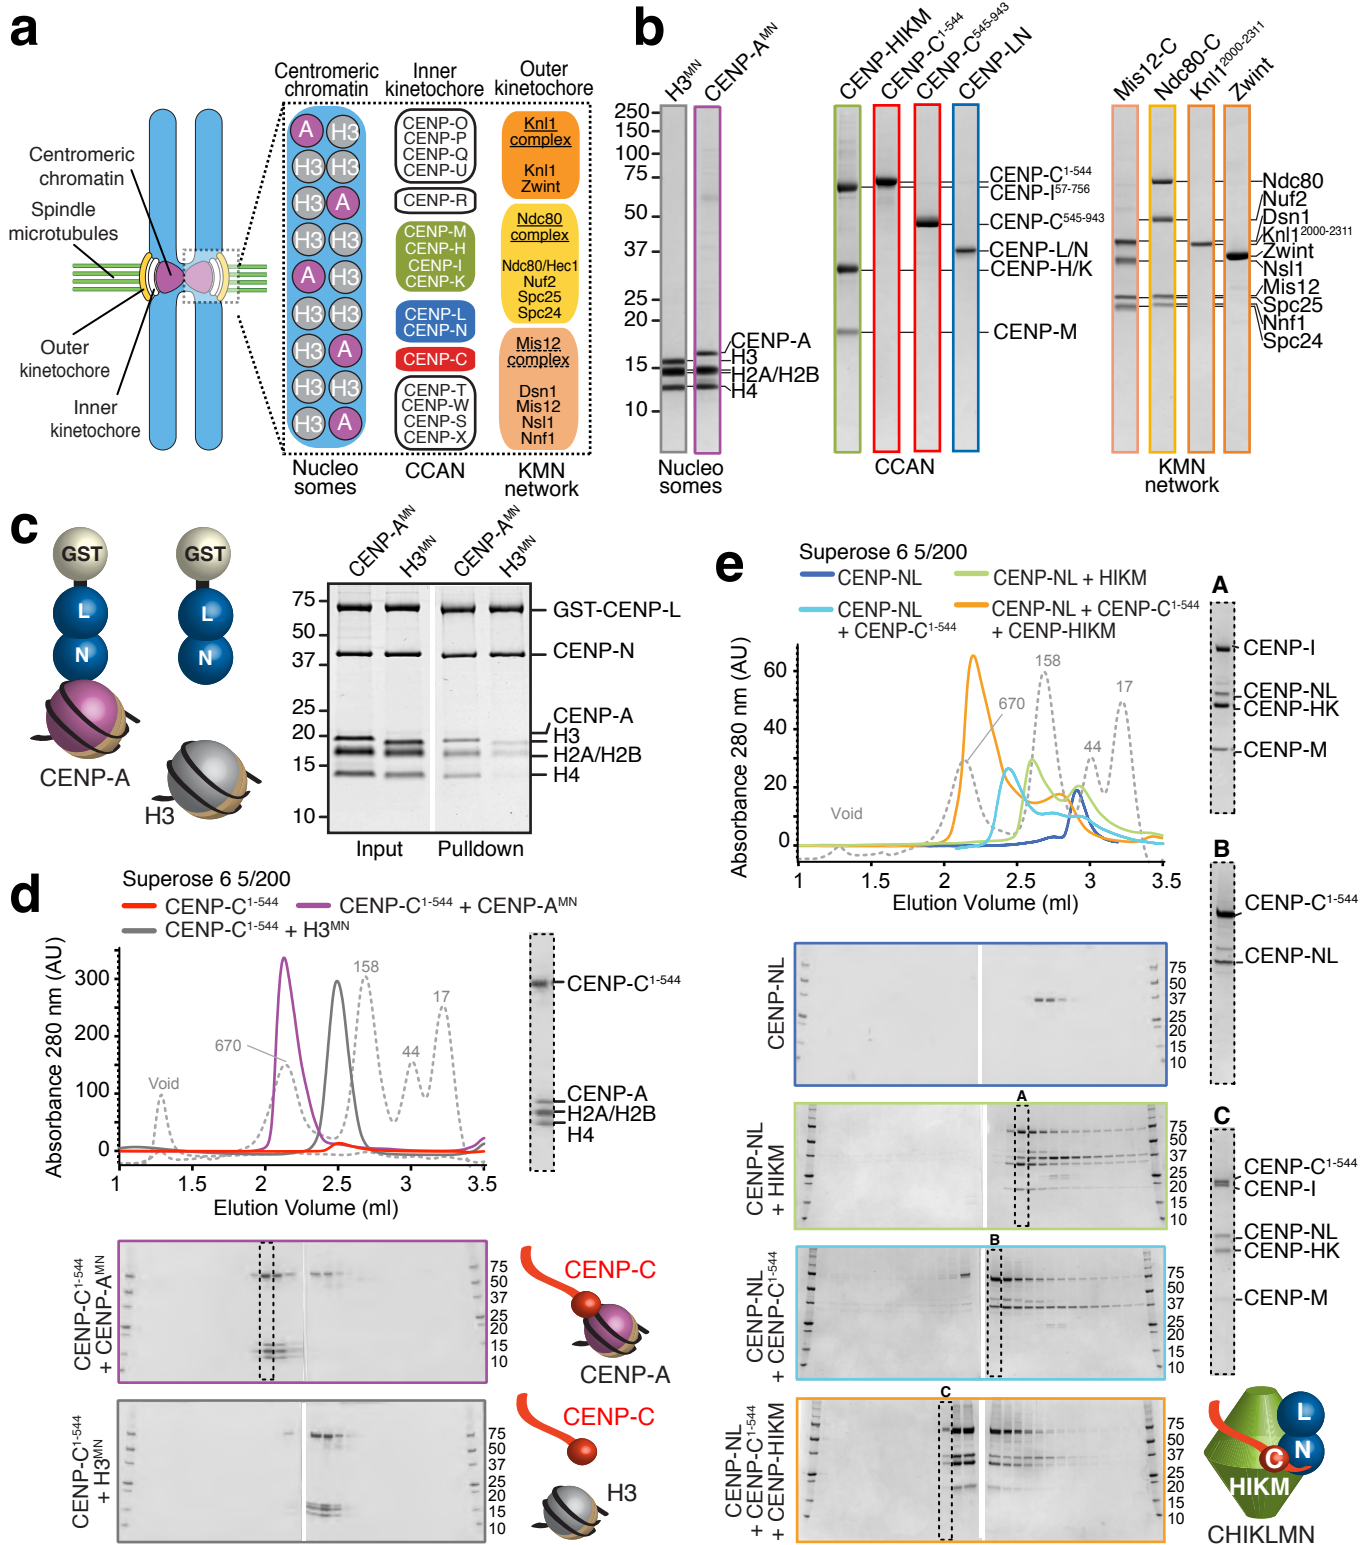 a
Centromeric
chromatin
Inner
kinetochore
Outer
kinetochore
Centromeric
chromatin
Spindle
microtubules
Outer
kinetochore
Inner
kinetochore
A H3
H3 H3
H3 A
H3 H3
A H3
H3 H3
H3 A
H3 H3
H3 A
CENP-O
CENP-P
CENP-Q
CENP-U
CENP-R
CENP-M
CENP-H
CENP-I
CENP-K
CENP-L
CENP-N
CENP-C
CENP-T
CENP-W
CENP-S
CENP-X
Knl1
complex
Knl1
Zwint
Ndc80
complex
Ndc80/Hec1
Nuf2
Spc25
Spc24
Mis12
complex
Dsn1
Mis12
Nsl1
Nnf1
Nucleo
somes
CCAN
KMN
network
b
H3MN
CENP-AMN
CENP-HIKM
CENP-C1-544
CENP-C545-943
CENP-LN
Mis12-C
Ndc80-C
Knl12000-2311
Zwint
250
150
100
75
50
37
25
20
15
10
CENP-A
H3
H2A/H2B
H4
CENP-C1-544
CENP-I57-756
CENP-C545-943
CENP-L/N
CENP-H/K
CENP-M
Ndc80
Nuf2
Dsn1
Knl12000-2311
Zwint
Nsl1
Mis12
Spc25
Nnf1
Spc24
Nucleo
somes
CCAN
KMN
network
c
GST
L
N
CENP-A
GST
L
N
H3
CENP-AMN
H3MN
CENP-AMN
H3MN
75
50
37
25
20
15
10
GST-CENP-L
CENP-N
CENP-A
H3
H2A/H2B
H4
Input
Pulldown
d
Superose 6 5/200
CENP-C1-544
CENP-C1-544 + CENP-AMN
CENP-C1-544 + H3MN
Absorbance 280 nm (AU)
300
200
100
0
Void
670
158
44
17
1 1.5 2 2.5 3 3.5
Elution Volume (ml)
CENP-C1-544
CENP-A
H2A/H2B
H4
CENP-C1-544
+ CENP-AMN
75
50
37
25
20
15
10
CENP-C
CENP-A
CENP-C1-544
+ H3MN
75
50
37
25
20
15
10
CENP-C
H3
e
Superose 6 5/200
CENP-NL
CENP-NL + HIKM
CENP-NL
+ CENP-C1-544
CENP-NL + CENP-C1-544
+ CENP-HIKM
Absorbance 280 nm (AU)
60
40
20
0
Void
670
158
44
17
1 1.5 2 2.5 3 3.5
Elution Volume (ml)
A
CENP-I
CENP-NL
CENP-HK
CENP-M
B
CENP-C1-544
CENP-NL
C
CENP-C1-544
CENP-I
CENP-NL
CENP-HK
CENP-M
CENP-NL
75
50
37
25
20
15
10
CENP-NL
+ HIKM
A
75
50
37
25
20
15
10
CENP-NL
+ CENP-C1-544
B
75
50
37
25
20
15
10
CENP-NL
+ CENP-C1-544
+ CENP-HIKM
C
75
50
37
25
20
15
10
L
N
C
HIKM
CHIKLMN